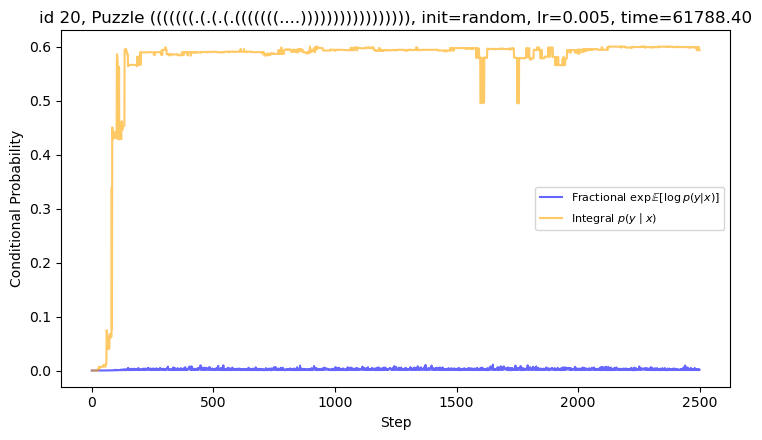 id 20, Puzzle (((((((.(.(.(.(((((((....))))))))))))))))), init=random, lr=0.005, time=61788.40
0.6
0.5
0.4
0.3
0.2
0.1
0.0
Conditional Probability
Fractional exp𝔼[log p(y|x)]
Integral p(y | x)
0 500 1000 1500 2000 2500
Step